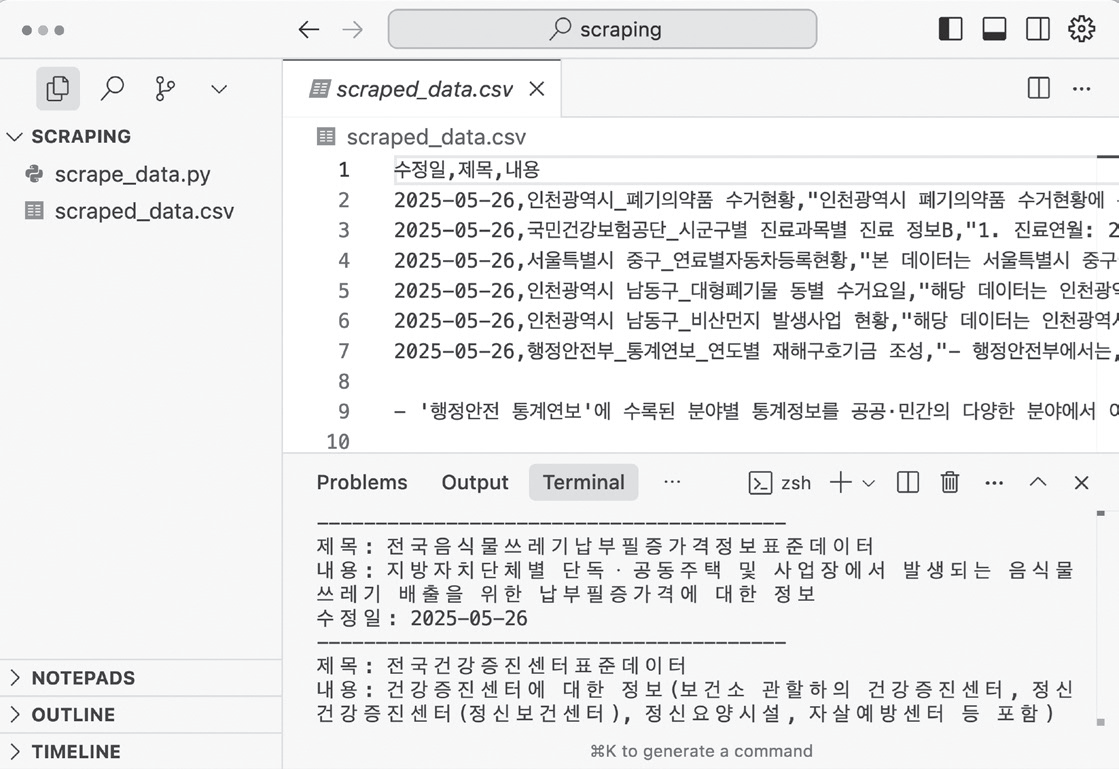 scraping
SCRAPING
scrape_data.py
scraped_data.csv
NOTEPADS
OUTLINE
TIMELINE
scraped_data.csv
scraped_data.csv
1 수정일,제목,내용
2 2025-05-26,인천광역시_폐기의약품 수거현황,"인천광역시 폐기의약품 수거현황에
3 2025-05-26,국민건강보험공단_시군구별 진료과목별 진료 정보B,"1. 진료연월: 2
4 2025-05-26,서울특별시 중구_연료별자동차등록현황,"본 데이터는 서울특별시 중구
5 2025-05-26,인천광역시 남동구_대형폐기물 동별 수거요일,"해당 데이터는 인천광역
6 2025-05-26,인천광역시 남동구_비산먼지 발생사업 현황,"해당 데이터는 인천광역시
7 2025-05-26,행정안전부_통계연보_연도별 재해구호기금 조성,"- 행정안전부에서는,
8
9 - '행정안전 통계연보'에 수록된 분야별 통계정보를 공공·민간의 다양한 분야에서
10
Problems Output Terminal ··· zsh
----------------------------------------
제목: 전국음식물쓰레기납부필증가격정보표준데이터
내용: 지방자치단체별 단독·공동주택 및 사업장에서 발생되는 음식물
쓰레기 배출을 위한 납부필증가격에 대한 정보
수정일: 2025-05-26
----------------------------------------
제목: 전국건강증진센터표준데이터
내용: 건강증진센터에 대한 정보(보건소 관할하의 건강증진센터, 정신
건강증진센터(정신보건센터), 정신요양시설, 자살예방센터 등 포함)
⌘K to generate a command